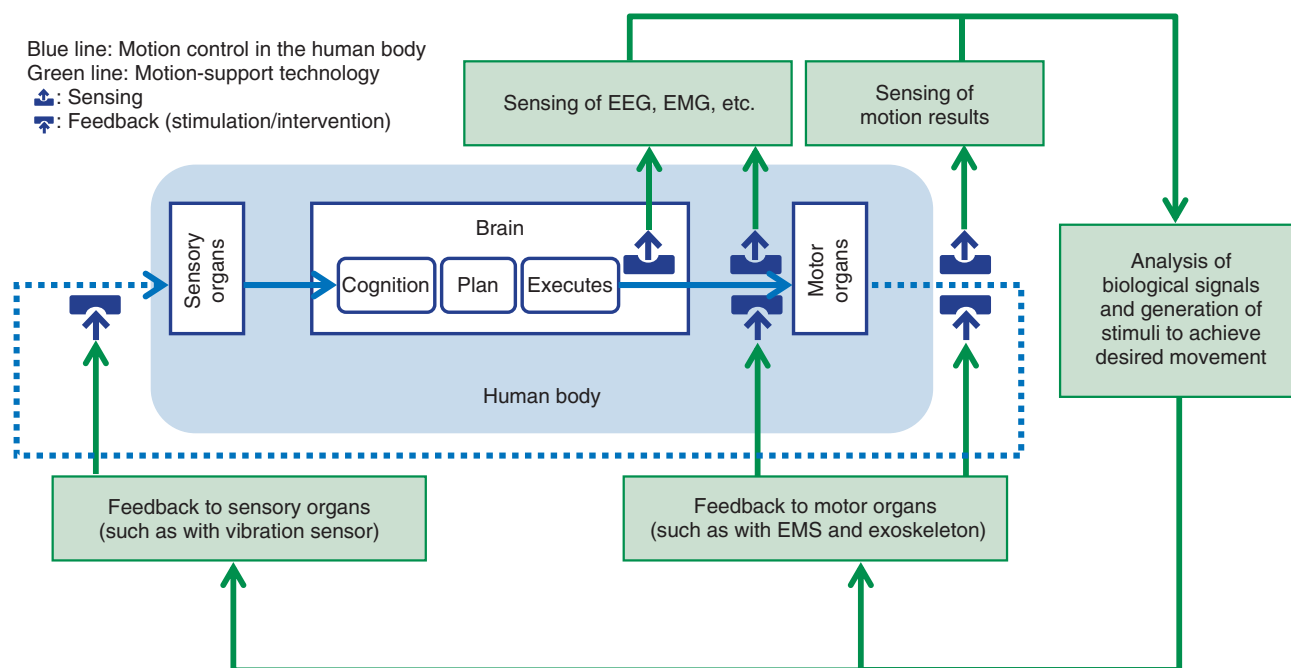 Blue line: Motion control in the human body
Green line: Motion-support technology
: Sensing
: Feedback (stimulation/intervention)
Sensing of EEG, EMG, etc.
Sensing of
motion results
Sensory
organs
Brain
Cognition
Plan
Executes
Motor
organs
Human body
Analysis of
biological signals
and generation of
stimuli to achieve
desired movement
Feedback to sensory organs
(such as with vibration sensor)
Feedback to motor organs
(such as with EMS and exoskeleton)